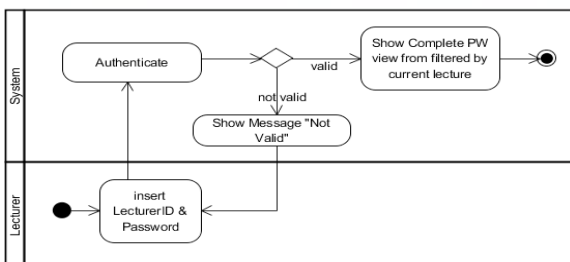 System
Authenticate
valid
Show Complete PW
view from filtered by
current lecture
not valid
Show Message "Not
Valid"
Lecturer
insert
LecturerID &
Password